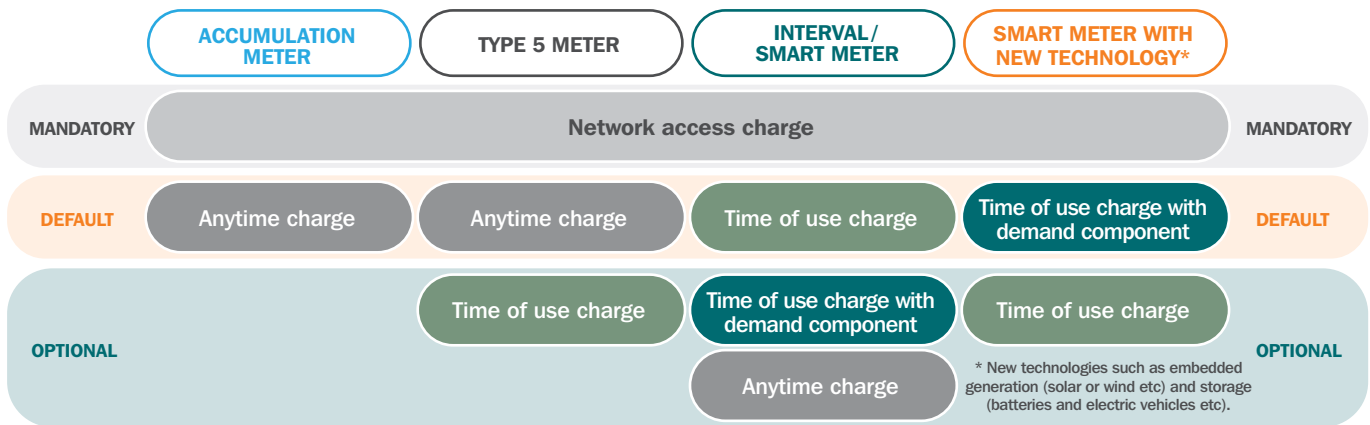 ACCUMULATION
METER
TYPE 5 METER
INTERVAL/
SMART METER
SMART METER WITH
NEW TECHNOLOGY*
MANDATORY
Network access charge
MANDATORY
DEFAULT
Anytime charge
Anytime charge
Time of use charge
Time of use charge with
demand component
DEFAULT
OPTIONAL
Time of use charge
Time of use charge with
demand component
Time of use charge
Anytime charge
* New technologies such as embedded
generation (solar or wind etc) and storage
(batteries and electric vehicles etc).
OPTIONAL